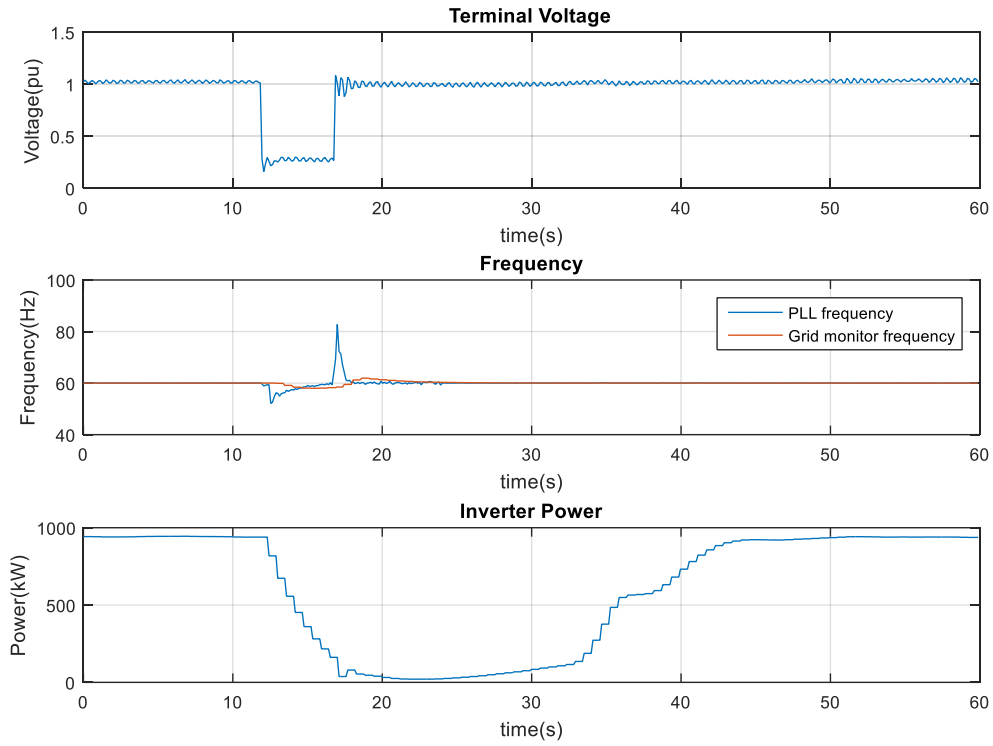 Terminal Voltage
1.5
1
0.5
0
Voltage(pu)
0 10 20 30 40 50 60
time(s)
Frequency
100
80
60
40
Frequency(Hz)
PLL frequency
Grid monitor frequency
0 10 20 30 40 50 60
time(s)
Inverter Power
1000
500
0
Power(kW)
0 10 20 30 40 50 60
time(s)